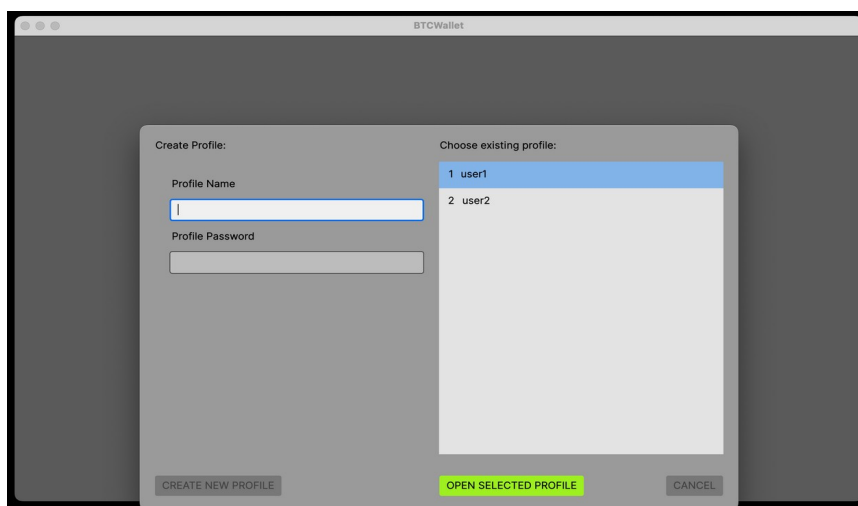 BTCWallet
Create Profile:
Profile Name
Profile Password
CREATE NEW PROFILE
Choose existing profile:
1 user1
2 user2
OPEN SELECTED PROFILE
CANCEL